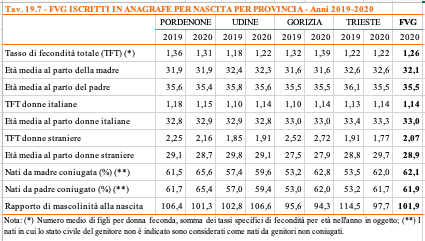 Tav. 19.7 - FVG ISCRITTI IN ANAGRAFE PER NASCITA PER PROVINCIA - Anni 2019-2020
PORDENONE UDINE GORIZIA TRIESTE FVG
2019 2020 2019 2020 2019 2020 2019 2020 2020
Tasso di fecondità totale (TFT) (*) 1,36 1,31 1,18 1,22 1,32 1,39 1,22 1,22 1,26
Età media al parto della madre 31,9 31,9 32,4 32,3 31,6 31,6 32,6 32,6 32,1
Età media al parto del padre 35,6 35,4 35,8 35,6 35,5 35,5 36,1 35,5 35,5
TFT donne italiane 1,18 1,15 1,10 1,14 1,10 1,14 1,13 1,14 1,14
Età media al parto donne italiane 32,8 32,9 32,9 32,8 33,0 33,0 33,4 33,3 33,0
TFT donne straniere 2,25 2,16 1,85 1,91 2,52 2,72 1,91 1,77 2,07
Età media al parto donne straniere 29,1 28,7 29,8 29,1 27,5 27,9 28,8 29,7 28,9
Nati da madre coniugata (%) (**) 61,5 65,6 57,4 59,6 53,2 62,8 53,5 62,0 62,1
Nati da padre coniugato (%) (**) 61,7 65,4 57,0 59,4 53,0 62,0 53,7 61,2 61,9
Rapporto di mascolinità alla nascita 106,4 101,3 102,8 106,6 95,6 94,3 114,5 97,7 101,9
Nota: (*) Numero medio di figli per donna feconda, somma dei tassi specifici di fecondità per età nell'anno in oggetto; (**) I
nati in cui lo stato civile del genitore non è indicato sono considerate come nati da genitori non coniugati.